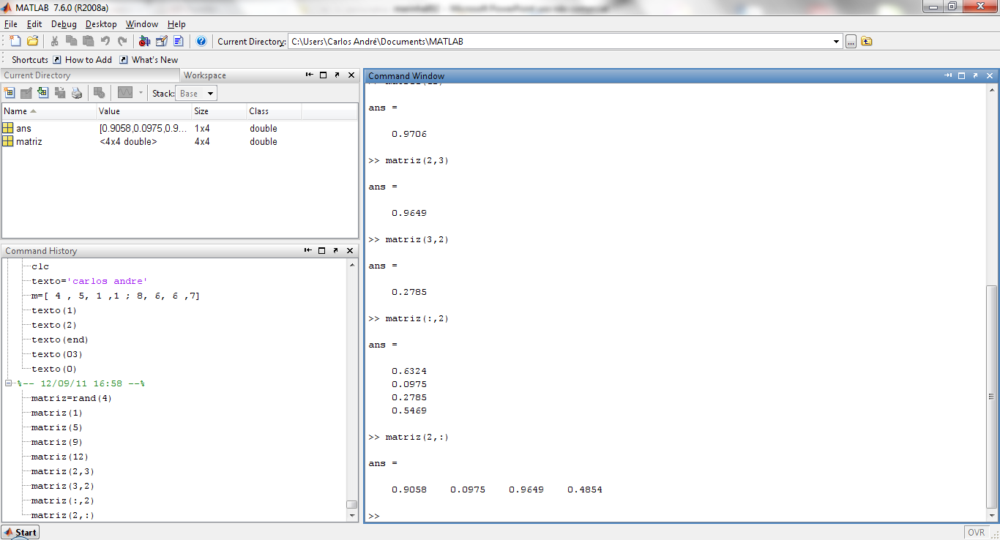 MATLAB 7.6.0 (R2008a)
File Edit Debug Desktop Window Help
Current Directory: C:\Users\Carlos André\Documents\MATLAB
...
Shortcuts How to Add What's New
Current Directory Workspace
Stack: Base
Name Value Size Class
ans [0.9058,0.0975,0.9... 1x4 double
matriz <4x4 double> 4x4 double
Command History
clc
texto='carlos andre'
m=[ 4 , 5, 1 ,1 ; 8, 6, 6 ,7]
texto(1)
texto(2)
texto(end)
texto(03)
texto(0)
%-- 12/09/11 16:58 --%
matriz=rand(4)
matriz(1)
matriz(5)
matriz(9)
matriz(12)
matriz(2,3)
matriz(3,2)
matriz(:,2)
matriz(2,:)
Command Window
ans =
0.9706
>> matriz(2,3)
ans =
0.9649
>> matriz(3,2)
ans =
0.2785
>> matriz(:,2)
ans =
0.6324
0.0975
0.2785
0.5469
>> matriz(2,:)
ans =
0.9058 0.0975 0.9649 0.4854
>>
Start
OVR